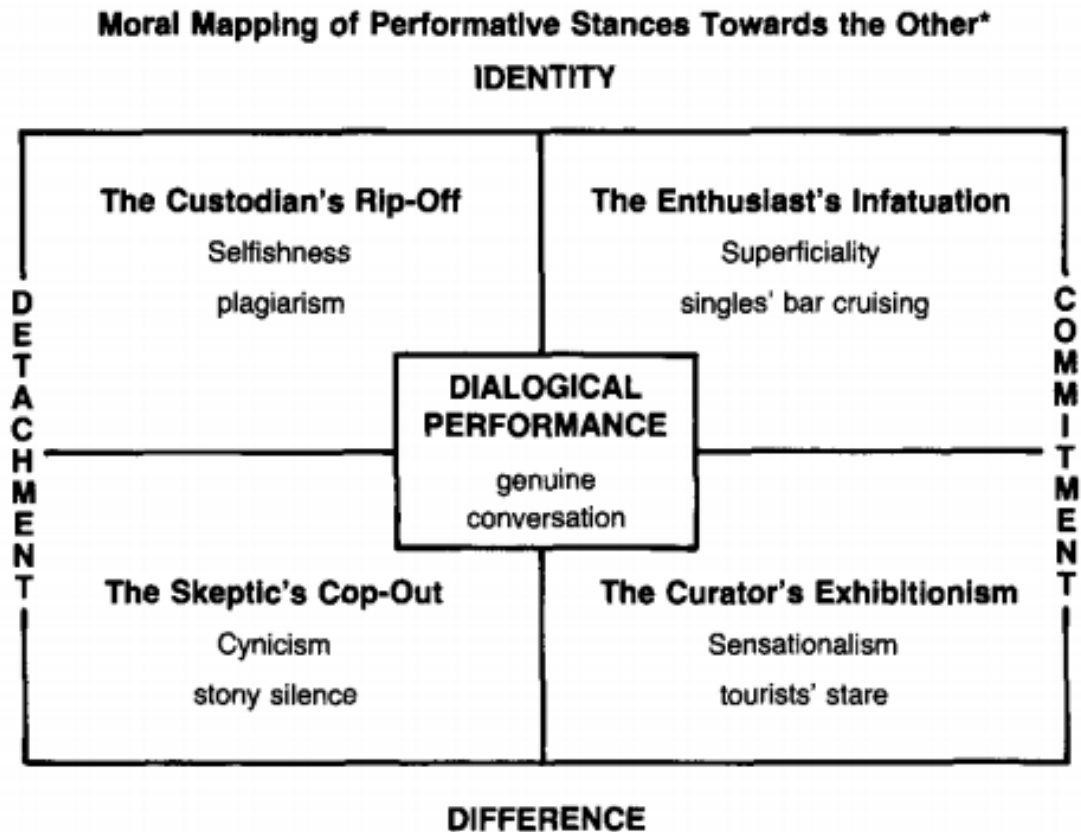 Moral Mapping of Performative Stances Towards the Other*
IDENTITY
The Custodian's Rip-Off
Selfishness
plagiarism
The Enthusiast's Infatuation
Superficiality
singles' bar cruising
DETACHMENT
COMMITMENT
DIALOGICAL
PERFORMANCE
genuine
conversation
The Skeptic's Cop-Out
Cynicism
stony silence
The Curator's Exhibitionism
Sensationalism
tourists' stare
DIFFERENCE